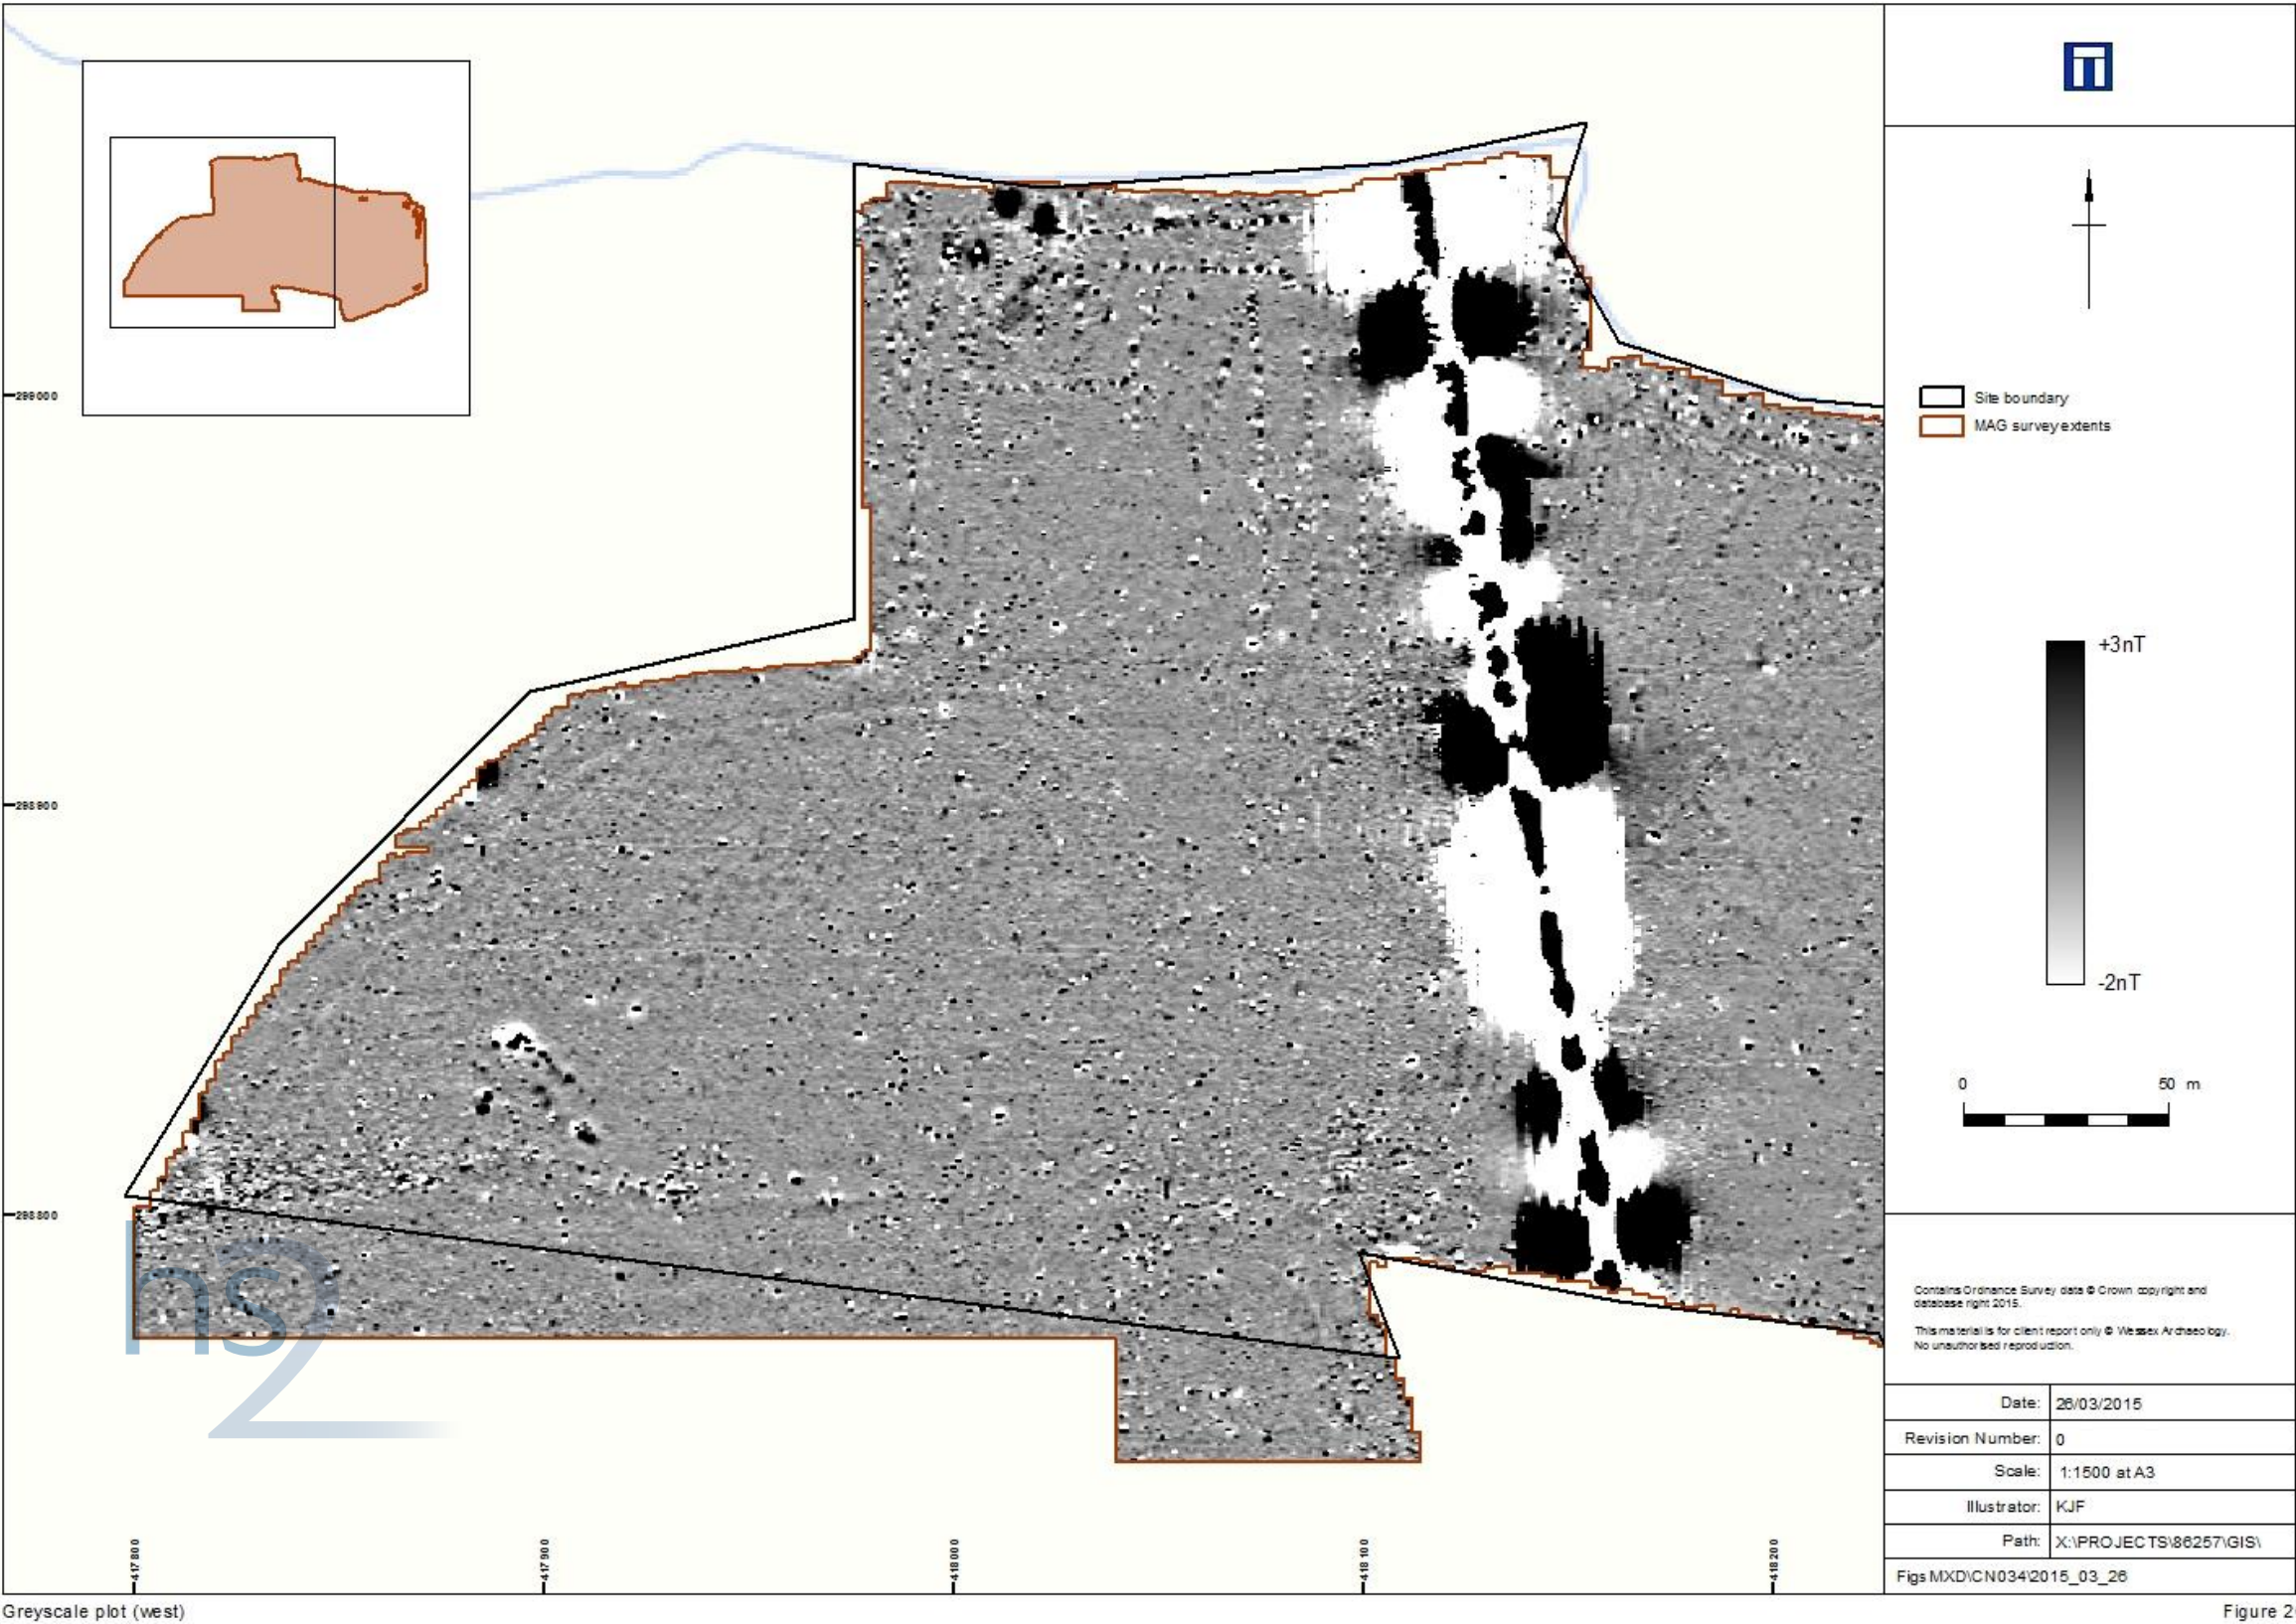 299000
298900
298800
417800
417900
418000
418100
418200
hs2
Site boundary
MAG survey extents
+3nT
-2nT
0 50 m
Contains Ordnance Survey data © Crown copyright and
database right 2015.
This material is for client report only © Wessex Archaeology.
No unauthorised reproduction.
Date: 26/03/2015
Revision Number: 0
Scale: 1:1500 at A3
Illustrator: KJF
Path: X:\PROJECTS\86257\GIS\
Figs MXD\CN034\2015_03_26
Greyscale plot (west)
Figure 2